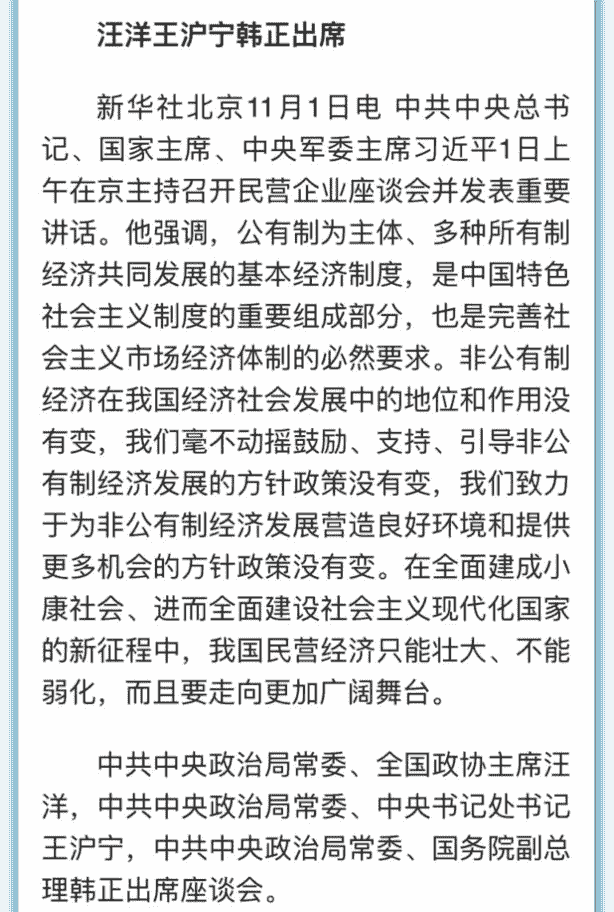 汪洋王沪宁韩正出席
新华社北京11月1日电 中共中央总书
记、国家主席、中央军委主席习近平1日上
午在京主持召开民营企业座谈会并发表重要
讲话。他强调，公有制为主体、多种所有制
经济共同发展的基本经济制度，是中国特色
社会主义制度的重要组成部分，也是完善社
会主义市场经济体制的必然要求。非公有制
经济在我国经济社会发展中的地位和作用没
有变，我们毫不动摇鼓励、支持、引导非公
有制经济发展的方针政策没有变，我们致力
于为非公有制经济发展营造良好环境和提供
更多机会的方针政策没有变。在全面建成小
康社会、进而全面建设社会主义现代化国家
的新征程中，我国民营经济只能壮大、不能
弱化，而且要走向更加广阔舞台。
中共中央政治局常委、全国政协主席汪
洋，中共中央政治局常委、中央书记处书记
王沪宁，中共中央政治局常委、国务院副总
理韩正出席座谈会。